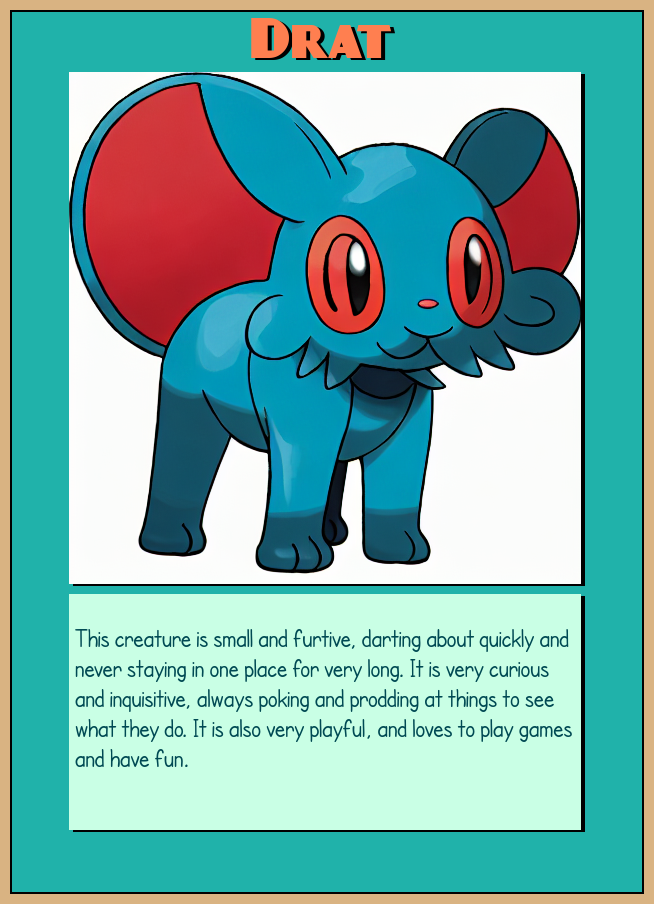 Drat
This creature is small and furtive, darting about quickly and
never staying in one place for very long. It is very curious
and inquisitive, always poking and prodding at things to see
what they do. It is also very playful, and loves to play games
and have fun.